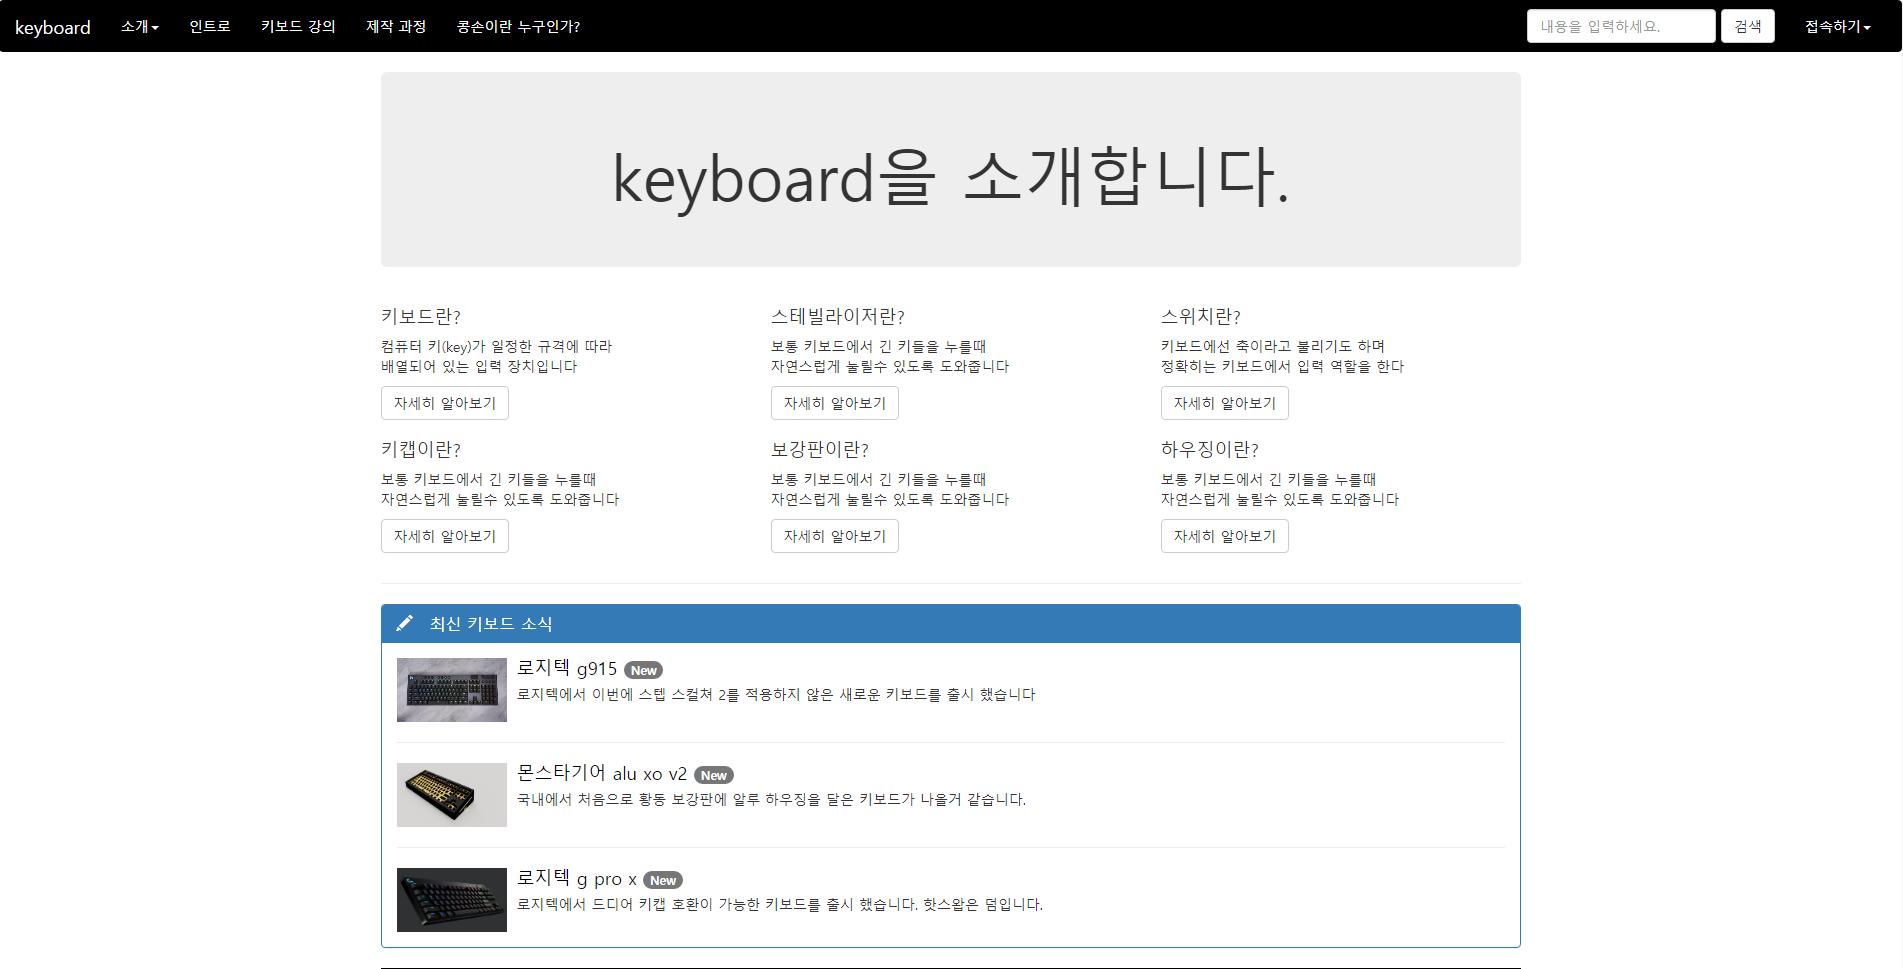 keyboard 소개 인트로 키보드 강의 제작 과정 콩손이란 누구인가? 내용을 입력하세요. 검색 접속하기
keyboard을 소개합니다.
키보드란?
컴퓨터 키(key)가 일정한 규격에 따라
배열되어 있는 입력 장치입니다
자세히 알아보기
스테빌라이저란?
보통 키보드에서 긴 키들을 누를때
자연스럽게 눌릴수 있도록 도와줍니다
자세히 알아보기
스위치란?
키보드에선 축이라고 불리기도 하며
정확히는 키보드에서 입력 역할을 한다
자세히 알아보기
키캡이란?
보통 키보드에서 긴 키들을 누를때
자연스럽게 눌릴수 있도록 도와줍니다
자세히 알아보기
보강판이란?
보통 키보드에서 긴 키들을 누를때
자연스럽게 눌릴수 있도록 도와줍니다
자세히 알아보기
하우징이란?
보통 키보드에서 긴 키들을 누를때
자연스럽게 눌릴수 있도록 도와줍니다
자세히 알아보기
최신 키보드 소식
로지텍 g915 New
로지텍에서 이번에 스텝 스컬쳐 2를 적용하지 않은 새로운 키보드를 출시 했습니다
몬스타기어 alu xo v2 New
국내에서 처음으로 황동 보강판에 알루 하우징을 달은 키보드가 나올거 같습니다.
로지텍 g pro x New
로지텍에서 드디어 키캡 호환이 가능한 키보드를 출시 했습니다. 핫스왑은 덤입니다.